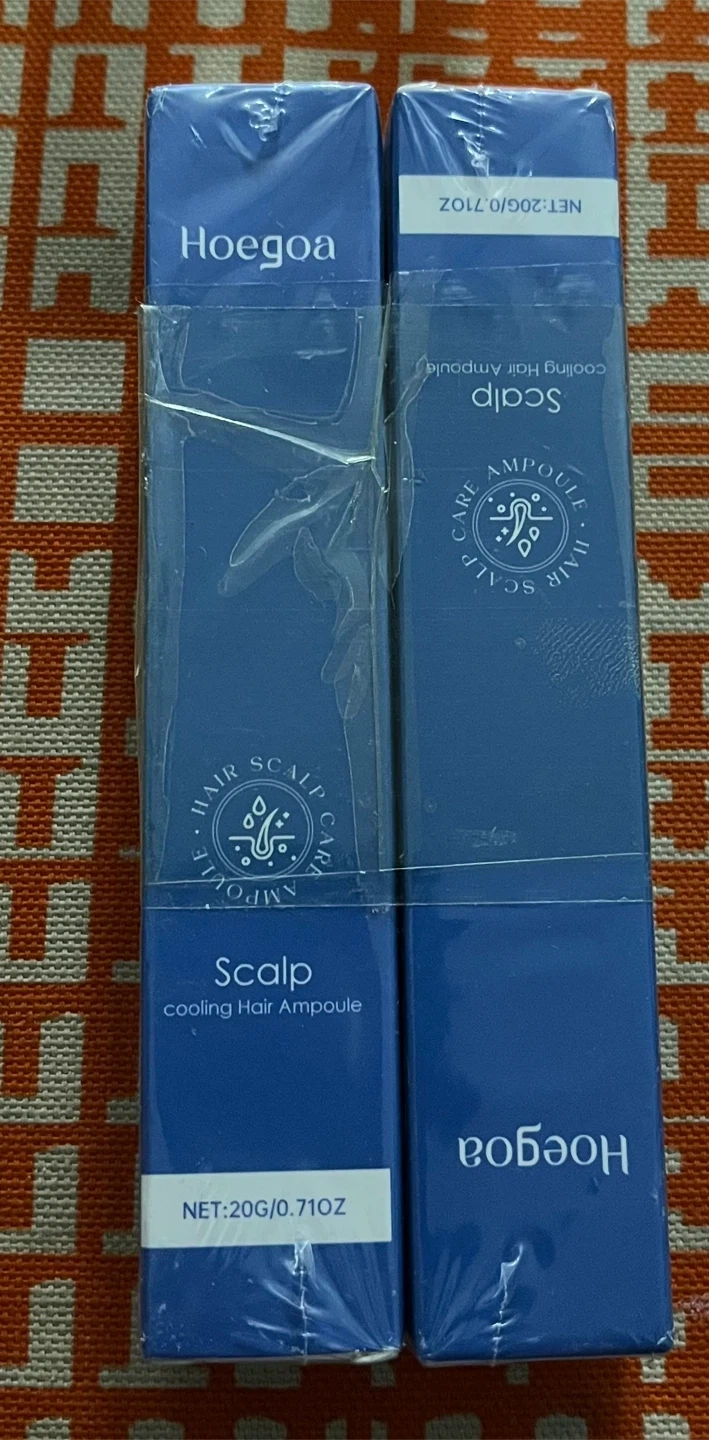 Hoegoa
HAIR SCALP CARE AMPOULE
Scalp
cooling Hair Ampoule
NET:20G/0.71OZ
Hoegoa
HAIR SCALP CARE AMPOULE
Scalp
cooling Hair Ampoule
NET:20G/0.71OZ